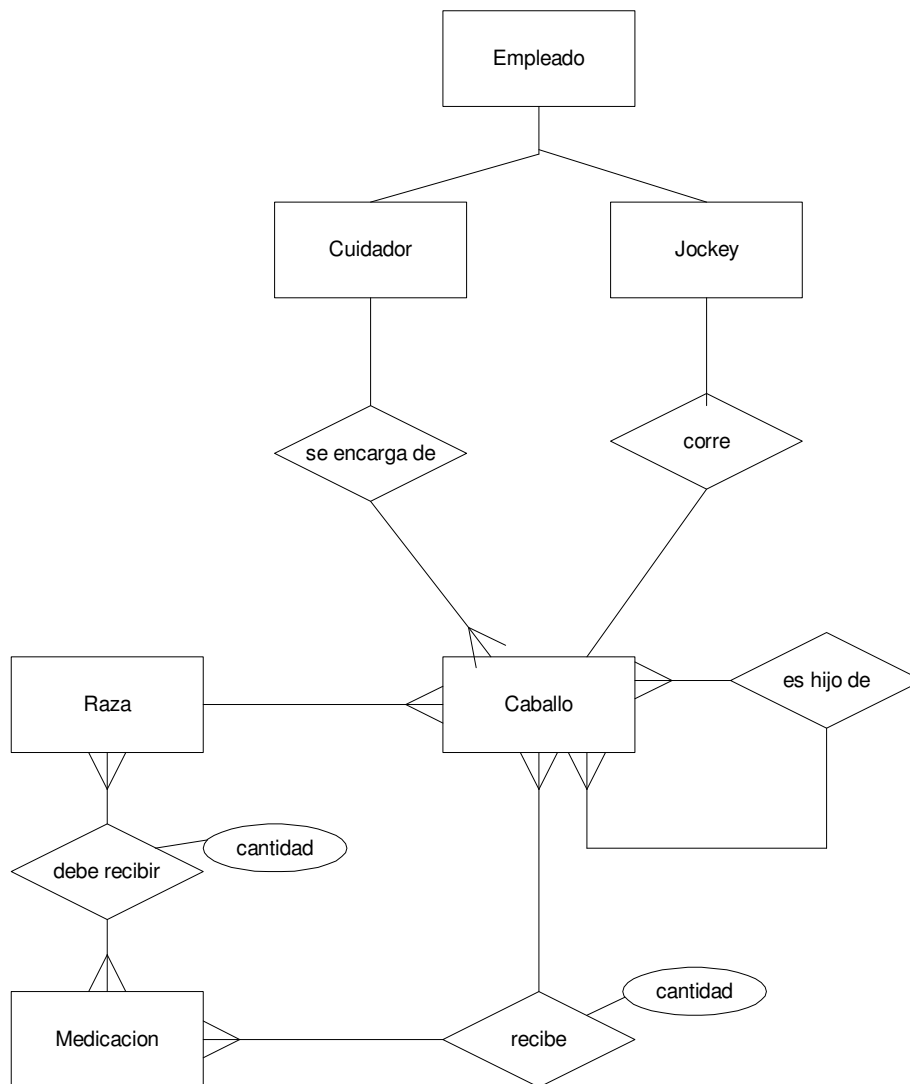 Empleado
Cuidador
Jockey
se encarga de
corre
Raza
Caballo
es hijo de
debe recibir
cantidad
Medicacion
recibe
cantidad